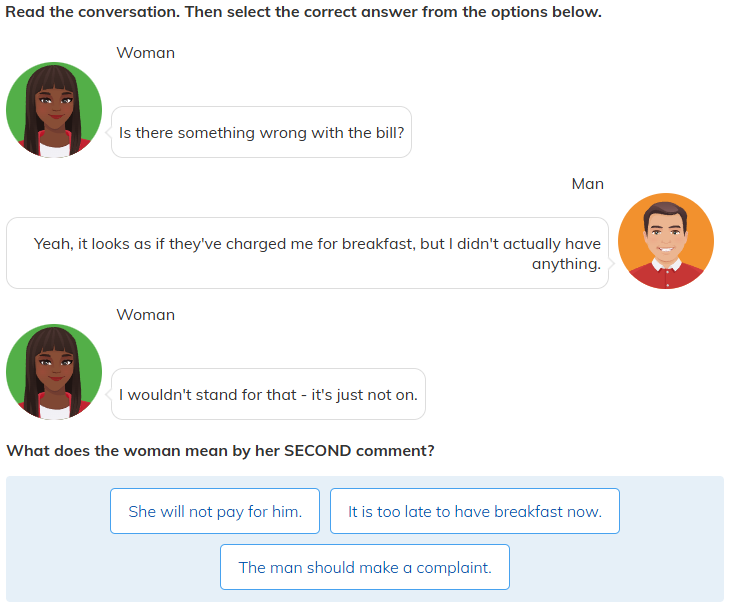 Read the conversation. Then select the correct answer from the options below.
Woman
Is there something wrong with the bill?
Man
Yeah, it looks as if they've charged me for breakfast, but I didn't actually have
anything.
Woman
I wouldn't stand for that - it's just not on.
What does the woman mean by her SECOND comment?
She will not pay for him.
It is too late to have breakfast now.
The man should make a complaint.